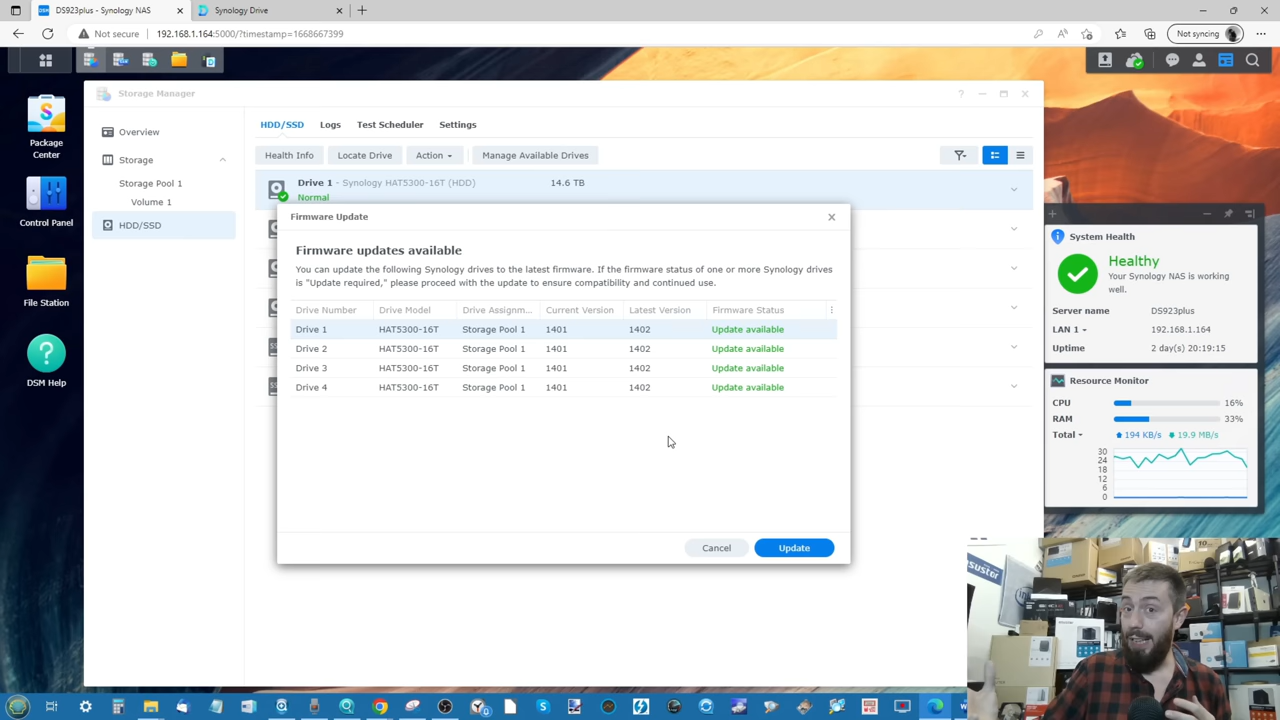 DS923plus - Synology NAS
Synology Drive
Not secure
192.168.1.164:5000/?timestamp=1668667399
Not syncing
Package Center
Control Panel
File Station
DSM Help
Storage Manager
Overview
Storage
Storage Pool 1
Volume 1
HDD/SSD
HDD/SSD Logs Test Scheduler Settings
Health Info Locate Drive Action Manage Available Drives
Drive 1 - Synology HAT5300-16T (HDD) 14.6 TB
Normal
Firmware Update
Firmware updates available
You can update the following Synology drives to the latest firmware. If the firmware status of one or more Synology drives
is "Update required," please proceed with the update to ensure compatibility and continued use.
Drive Number Drive Model Drive Assignm... Current Version Latest Version Firmware Status
Drive 1 HAT5300-16T Storage Pool 1 1401 1402 Update available
Drive 2 HAT5300-16T Storage Pool 1 1401 1402 Update available
Drive 3 HAT5300-16T Storage Pool 1 1401 1402 Update available
Drive 4 HAT5300-16T Storage Pool 1 1401 1402 Update available
Cancel Update
System Health
Healthy
Your Synology NAS is working
well.
Server name DS923plus
LAN 1 192.168.1.164
Uptime 2 day(s) 20:19:15
Resource Monitor
CPU 16%
RAM 33%
Total 194 KB/s 19.9 MB/s
30
24
18
12
6
0